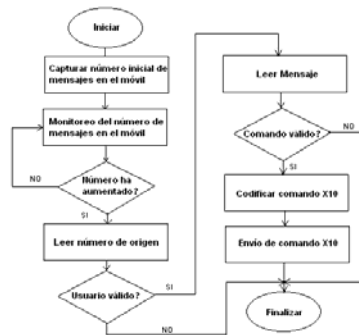 Iniciar
Capturar número inicial de
mensajes en el móvil
Monitoreo del número de
mensajes en el móvil
Número ha
aumentado?
NO
SI
Leer número de origen
Usuario válido?
SI
NO
Leer Mensaje
Comando válido?
NO
SI
Codificar comando X10
Envío de comando X10
Finalizar